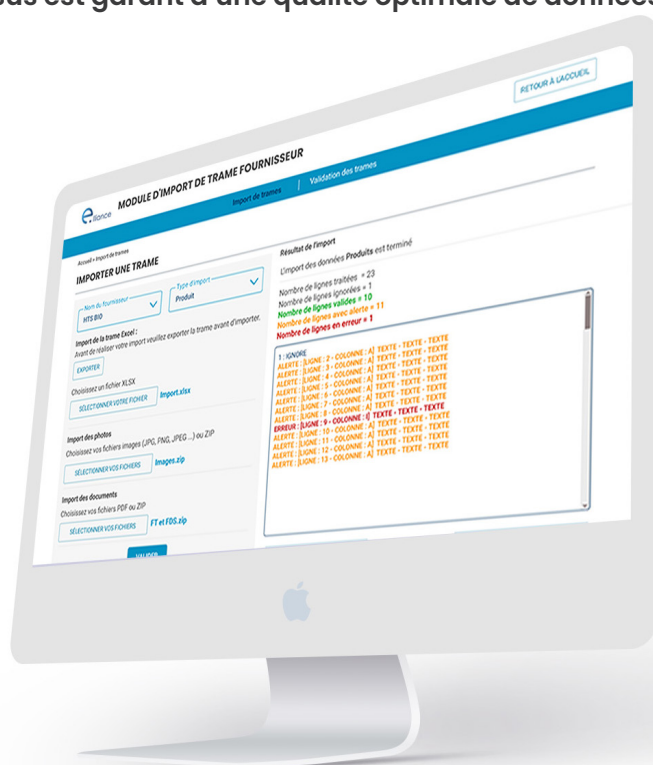 est garant d'une qualité optimale de données
RETOUR À L'ACCUEIL
e.lliance
MODULE D'IMPORT DE TRAME FOURNISSEUR
Import de trames | Validation des trames
Accueil > Import de trames
IMPORTER UNE TRAME
Nom du fournisseur
HTS BIO
Type d'import
Produit
Import de la trame Excel :
Avant de réaliser votre import veuillez exporter la trame avant d'importer.
EXPORTER
Choisissez un fichier XLSX
SÉLECTIONNER VOTRE FICHIER
Import.xlsx
Import des photos
Choisissez vos fichiers images (JPG, PNG, JPEG ...) ou ZIP
SÉLECTIONNER VOS FICHIERS
Images.zip
Import des documents
Choisissez vos fichiers PDF ou ZIP
SÉLECTIONNER VOS FICHIERS
FT et FDS.zip
VALIDER
Résultat de l'import
L'import des données Produits est terminé
Nombre de lignes traitées = 23
Nombre de lignes ignorées = 1
Nombre de lignes valides = 10
Nombre de lignes avec alerte = 11
Nombre de lignes en erreur = 1
1 : IGNORE
ALERTE : [LIGNE : 2 - COLONNE : A] TEXTE - TEXTE - TEXTE
ALERTE : [LIGNE : 3 - COLONNE : A] TEXTE - TEXTE - TEXTE
ALERTE : [LIGNE : 4 - COLONNE : A] TEXTE - TEXTE - TEXTE
ALERTE : [LIGNE : 5 - COLONNE : A] TEXTE - TEXTE - TEXTE
ALERTE : [LIGNE : 6 - COLONNE : A] TEXTE - TEXTE - TEXTE
ALERTE : [LIGNE : 7 - COLONNE : A] TEXTE - TEXTE - TEXTE
ALERTE : [LIGNE : 8 - COLONNE : A] TEXTE - TEXTE - TEXTE
ERREUR : [LIGNE : 9 - COLONNE : I] TEXTE - TEXTE - TEXTE
ALERTE : [LIGNE : 10 - COLONNE : A] TEXTE - TEXTE - TEXTE
ALERTE : [LIGNE : 11 - COLONNE : A] TEXTE - TEXTE - TEXTE
ALERTE : [LIGNE : 12 - COLONNE : A] TEXTE - TEXTE - TEXTE
ALERTE : [LIGNE : 13 - COLONNE : A] TEXTE - TEXTE - TEXTE